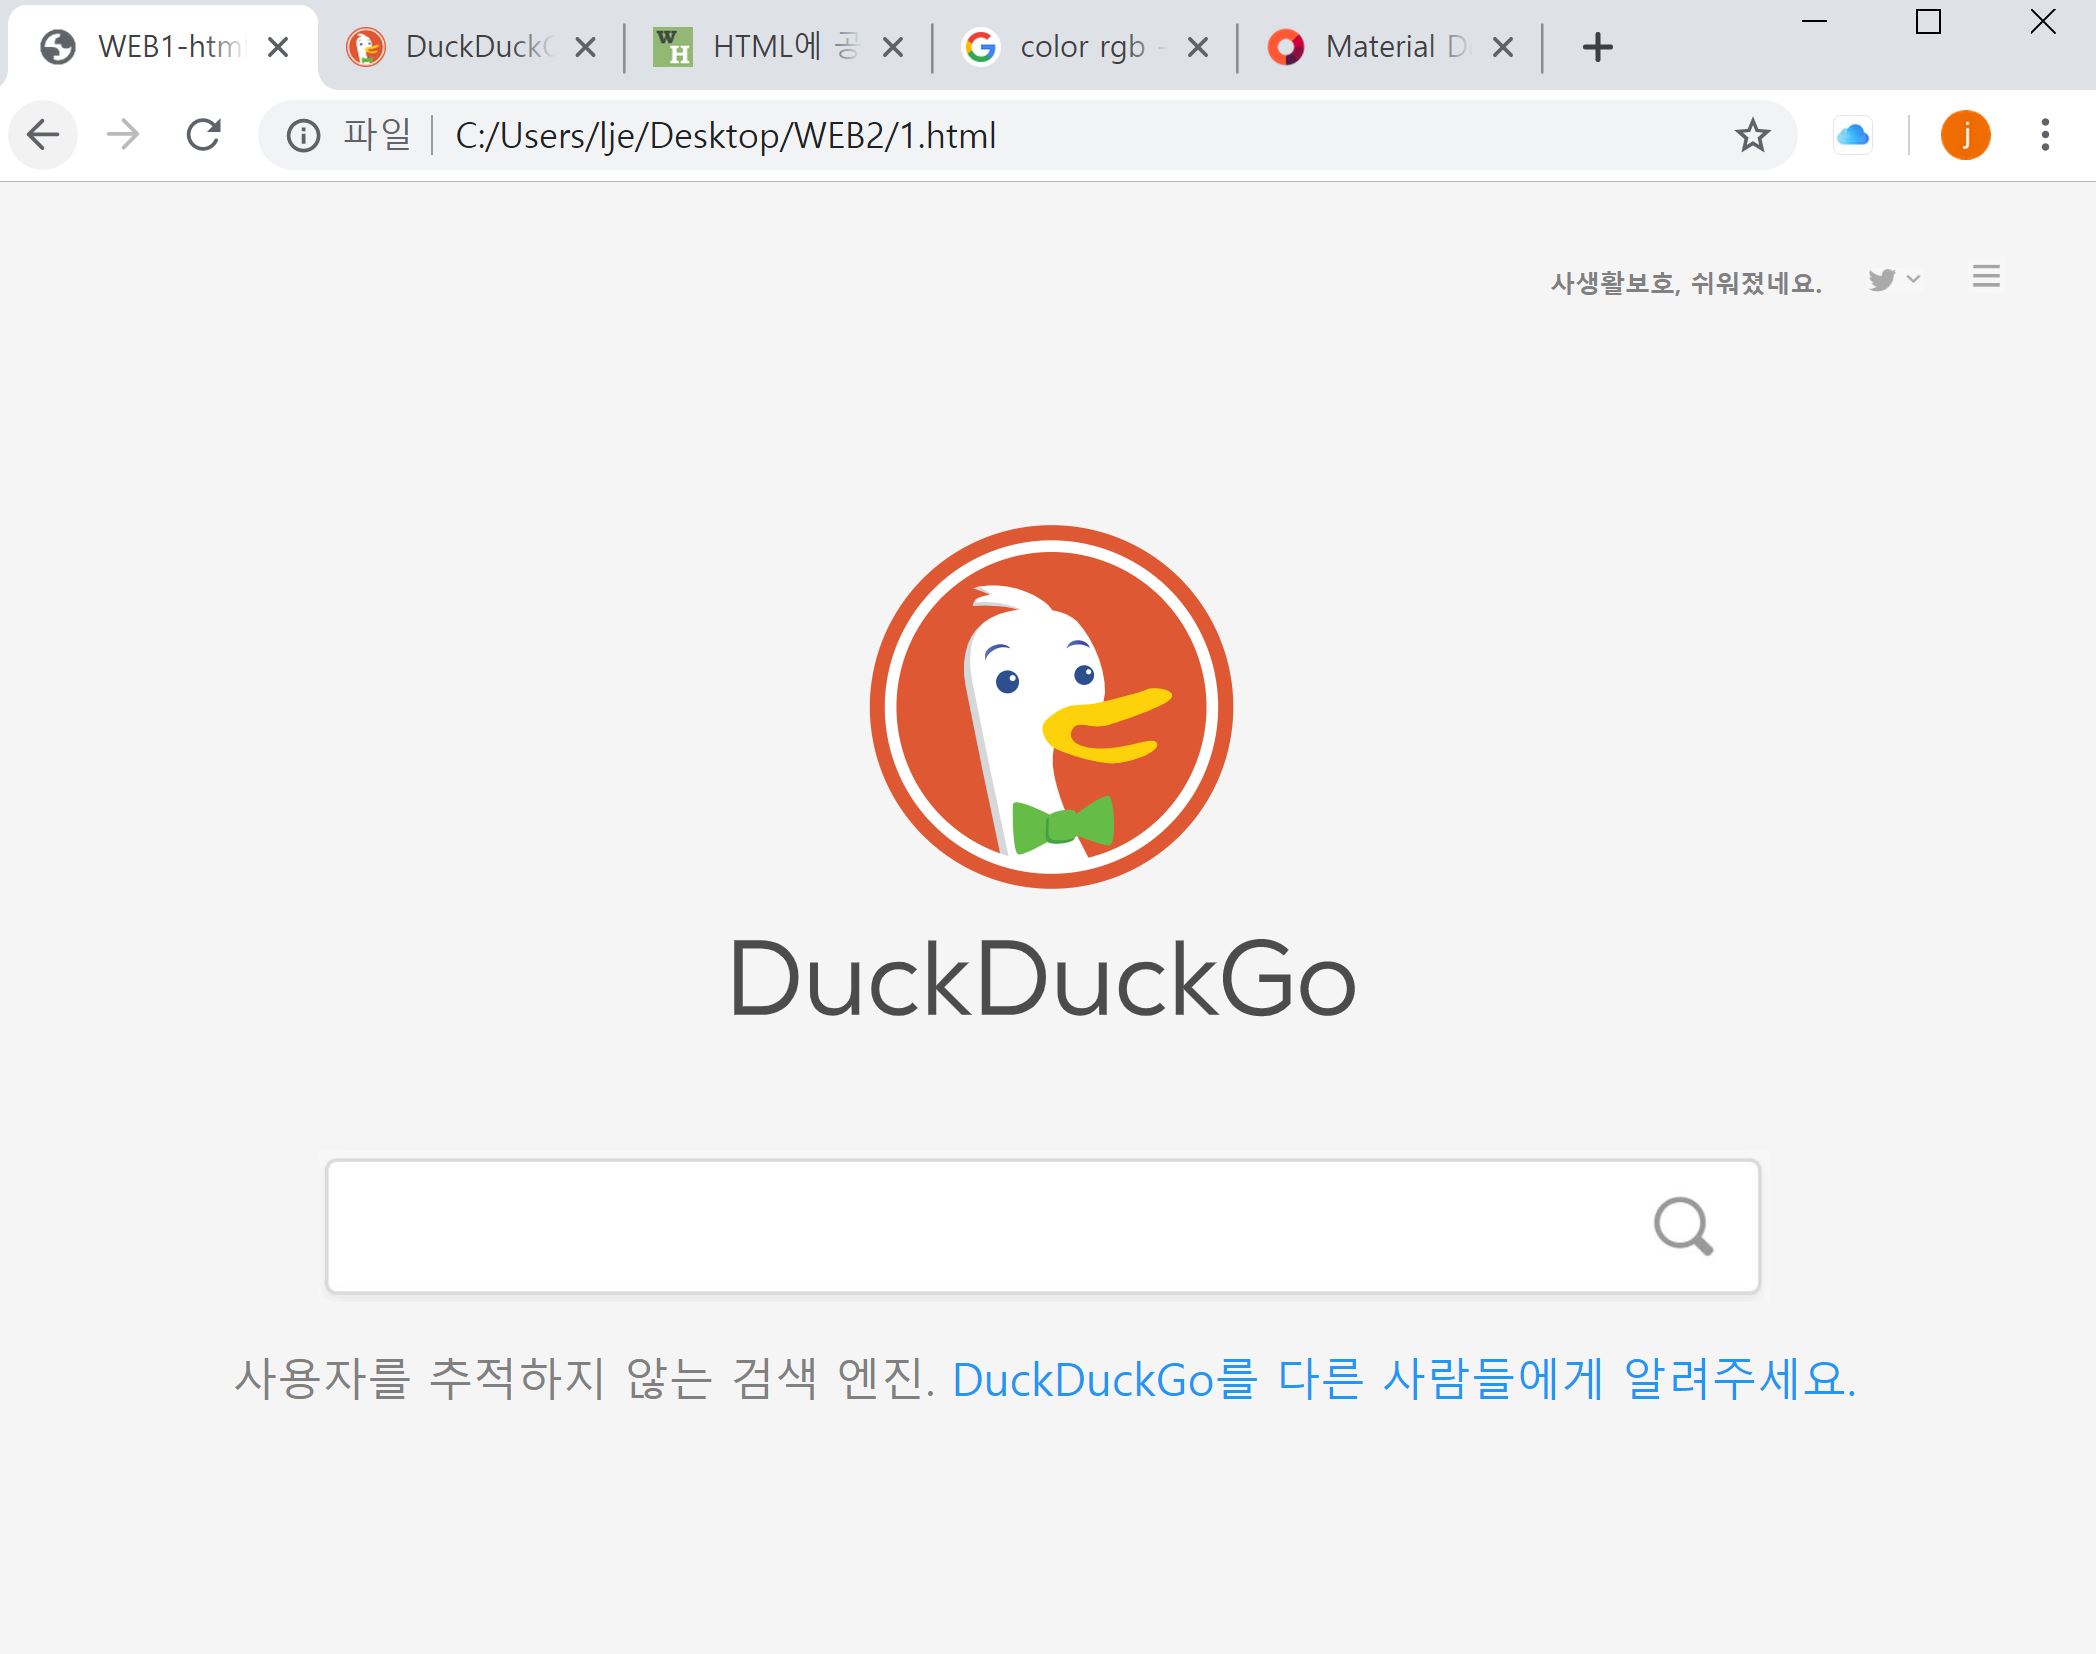 WEB1-htm
DuckDuck
HTML에 공
color rgb -
Material D
파일 C:/Users/lje/Desktop/WEB2/1.html
j
사생활보호, 쉬워졌네요.
DuckDuckGo
사용자를 추적하지 않는 검색 엔진. DuckDuckGo를 다른 사람들에게 알려주세요.